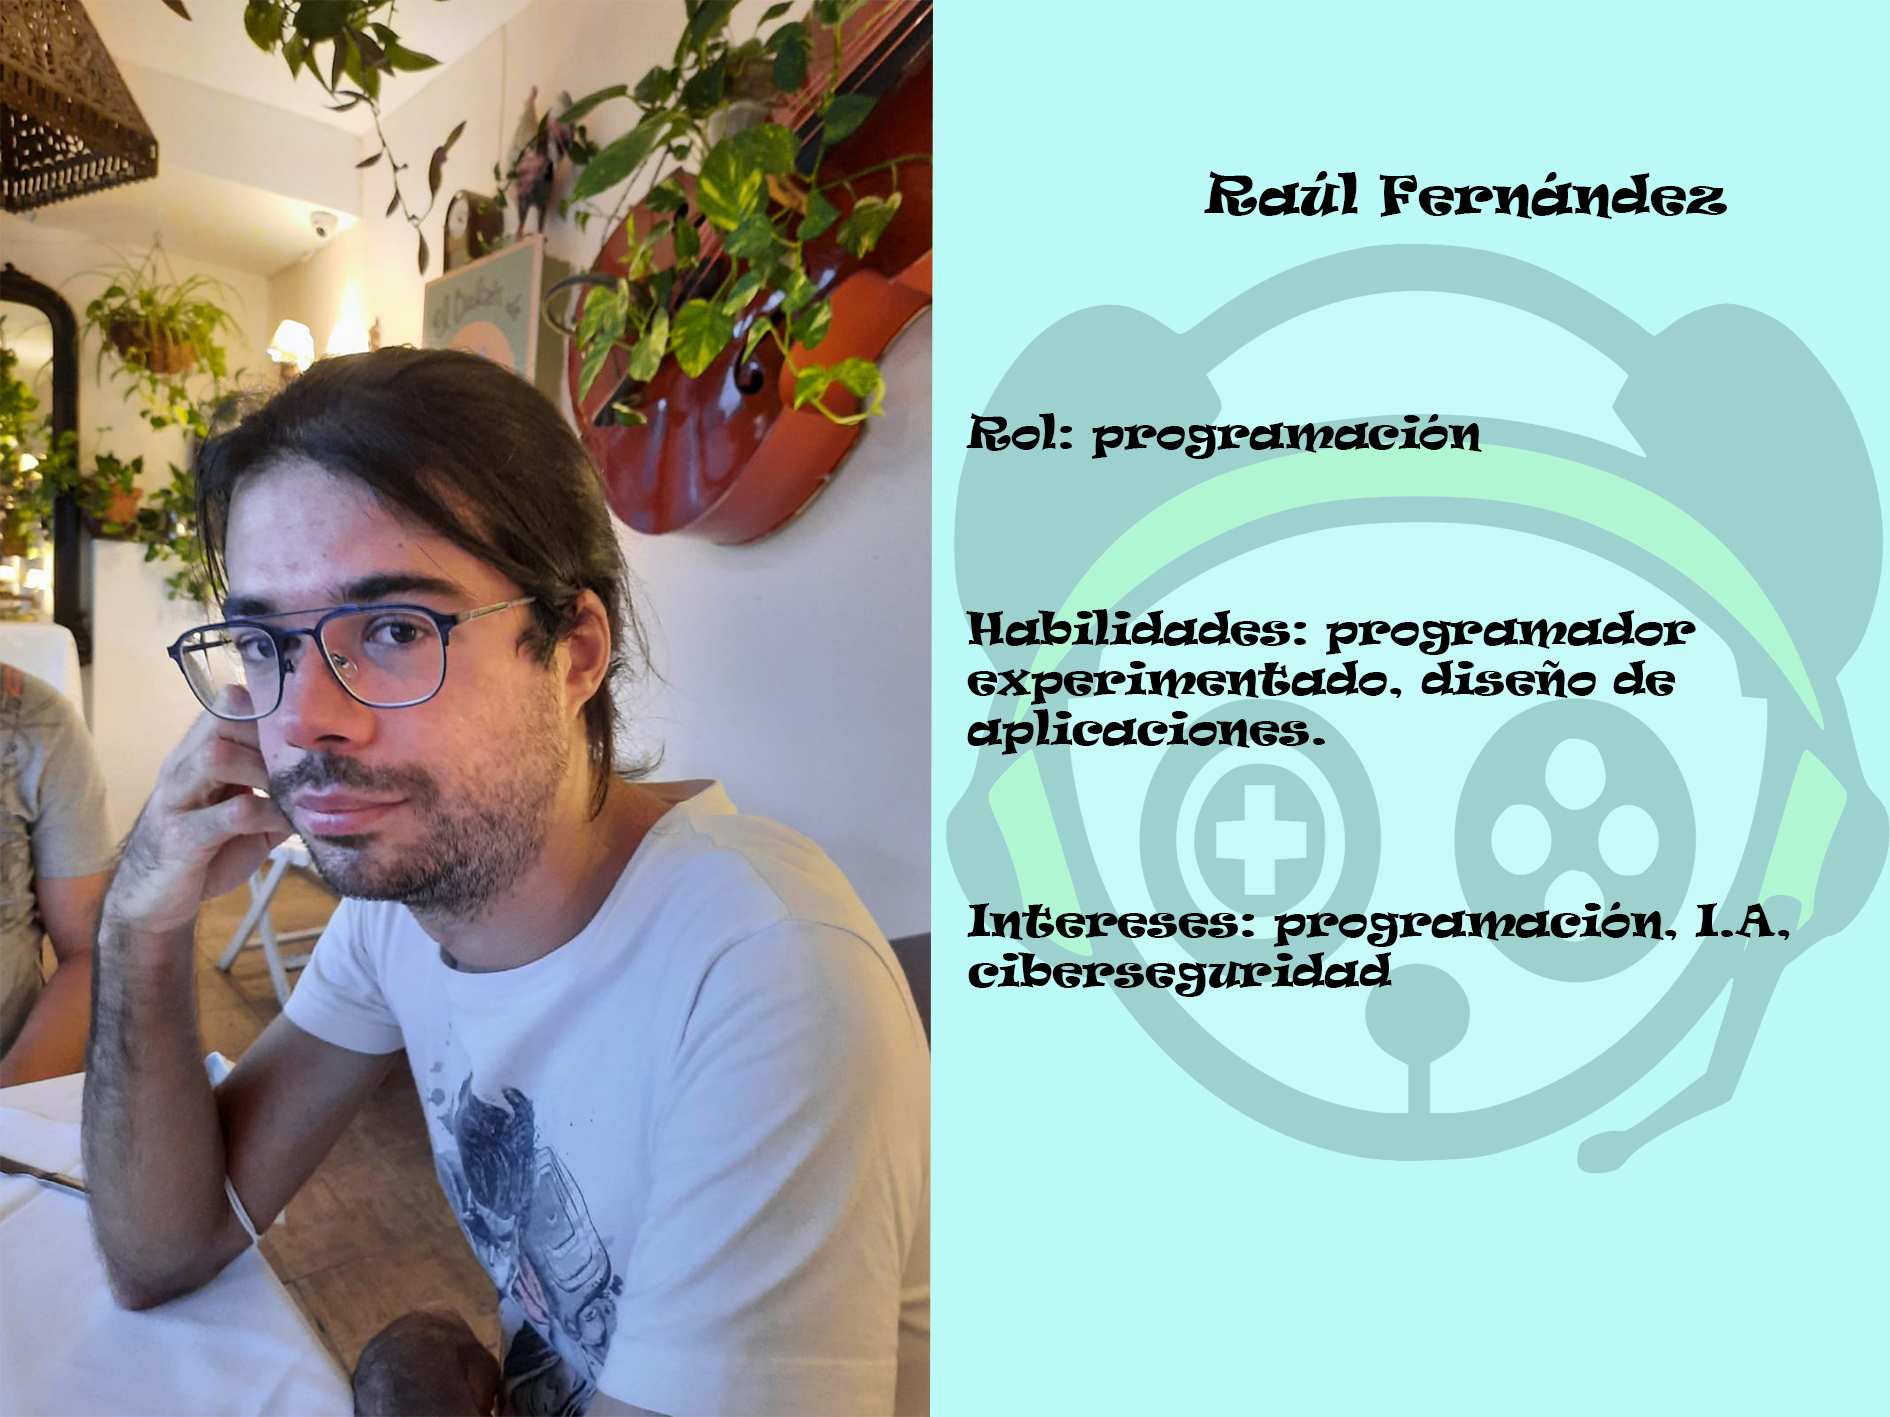 Raúl Fernández
Rol: programación
Habilidades: programador
experimentado, diseño de
aplicaciones.
Intereses: programación, I.A,
ciberseguridad